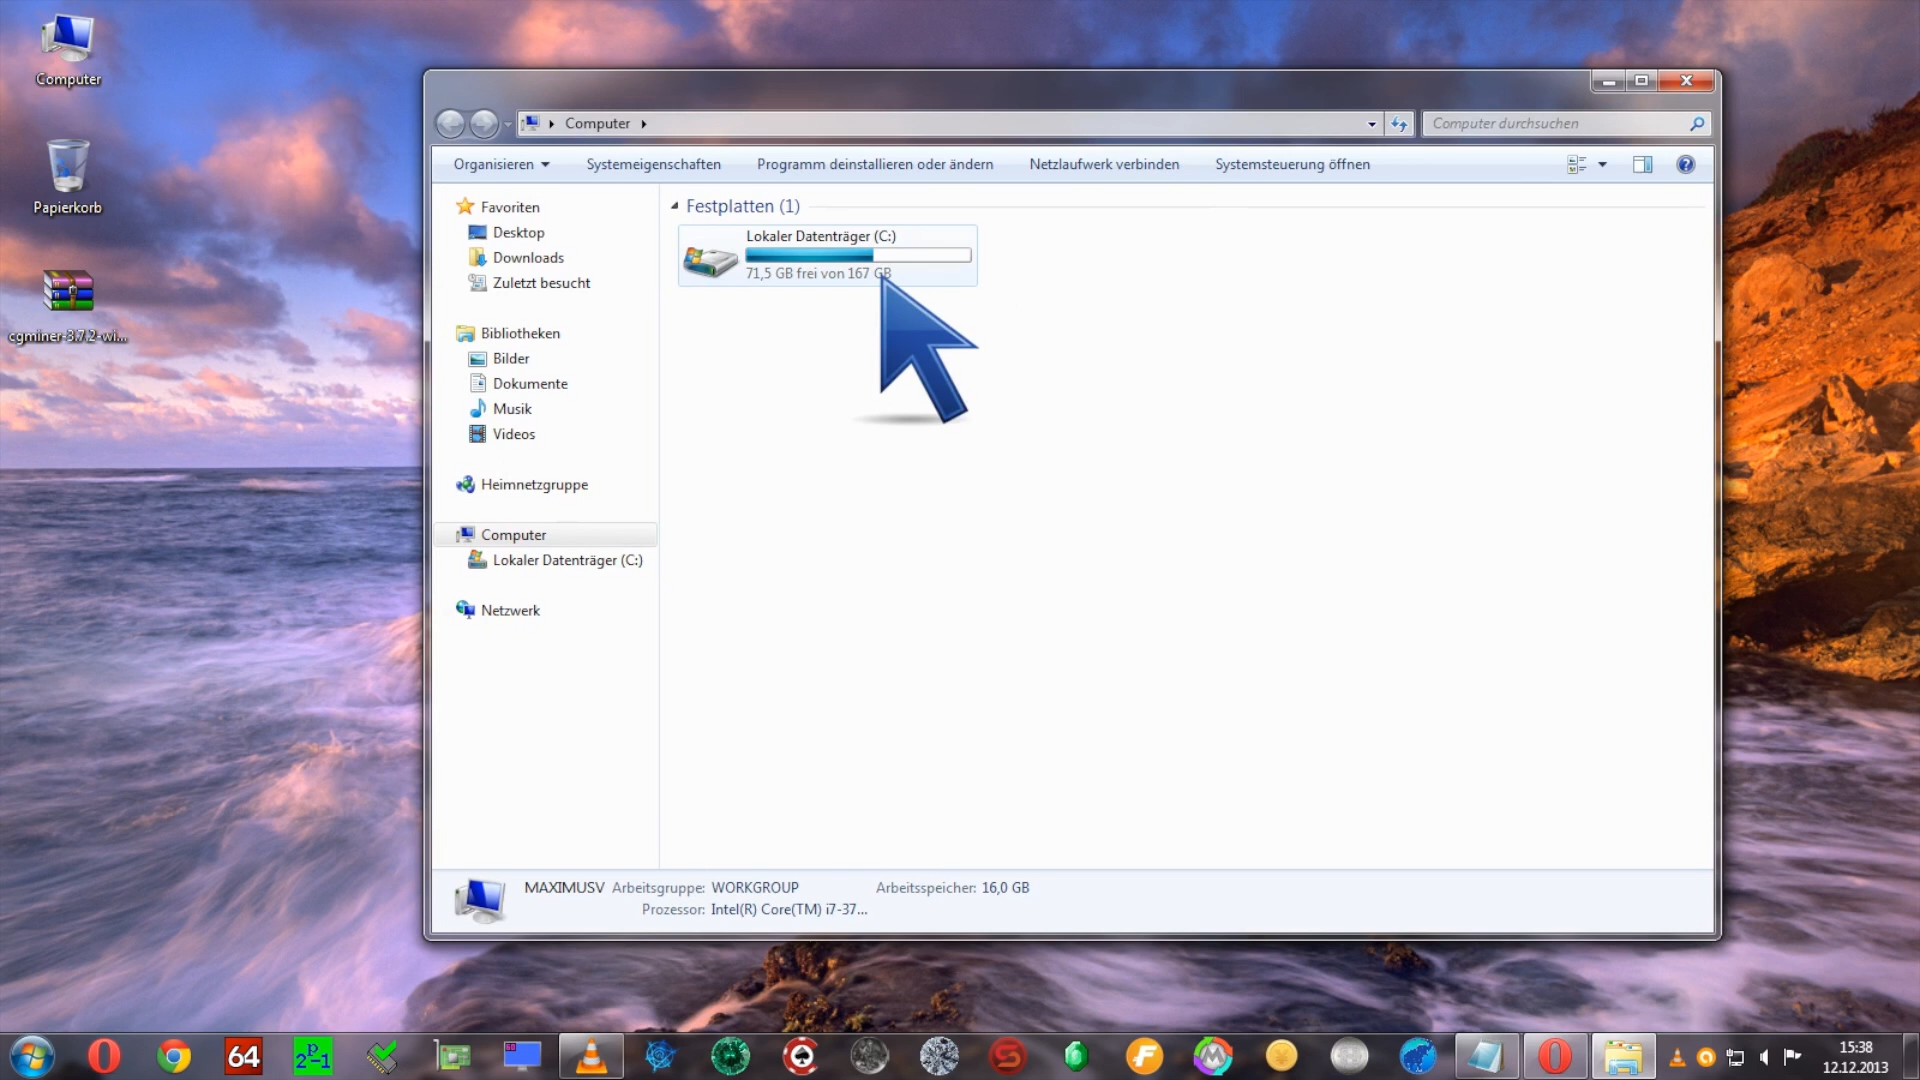 Computer
Papierkorb
cgminer-3.7.2-wi...
Computer
Computer durchsuchen
Organisieren
Systemeigenschaften
Programm deinstallieren oder ändern
Netzlaufwerk verbinden
Systemsteuerung öffnen
Favoriten
Desktop
Downloads
Zuletzt besucht
Bibliotheken
Bilder
Dokumente
Musik
Videos
Heimnetzgruppe
Computer
Lokaler Datenträger (C:)
Netzwerk
Festplatten (1)
Lokaler Datenträger (C:)
71,5 GB frei von 167 GB
MAXIMUSV Arbeitsgruppe: WORKGROUP Arbeitsspeicher: 16,0 GB
Prozessor: Intel(R) Core(TM) i7-37...
64
2^P-1
15:38
12.12.2013